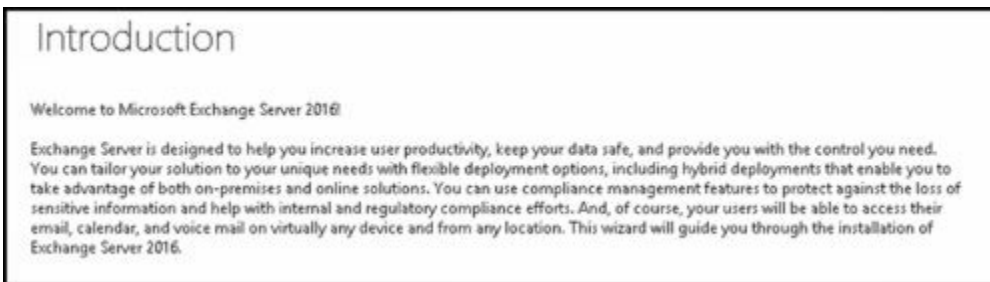 Introduction
Welcome to Microsoft Exchange Server 2016!
Exchange Server is designed to help you increase user productivity, keep your data safe, and provide you with the control you need.
You can tailor your solution to your unique needs with flexible deployment options, including hybrid deployments that enable you to
take advantage of both on-premises and online solutions. You can use compliance management features to protect against the loss of
sensitive information and help with internal and regulatory compliance efforts. And, of course, your users will be able to access their
email, calendar, and voice mail on virtually any device and from any location. This wizard will guide you through the installation of
Exchange Server 2016.